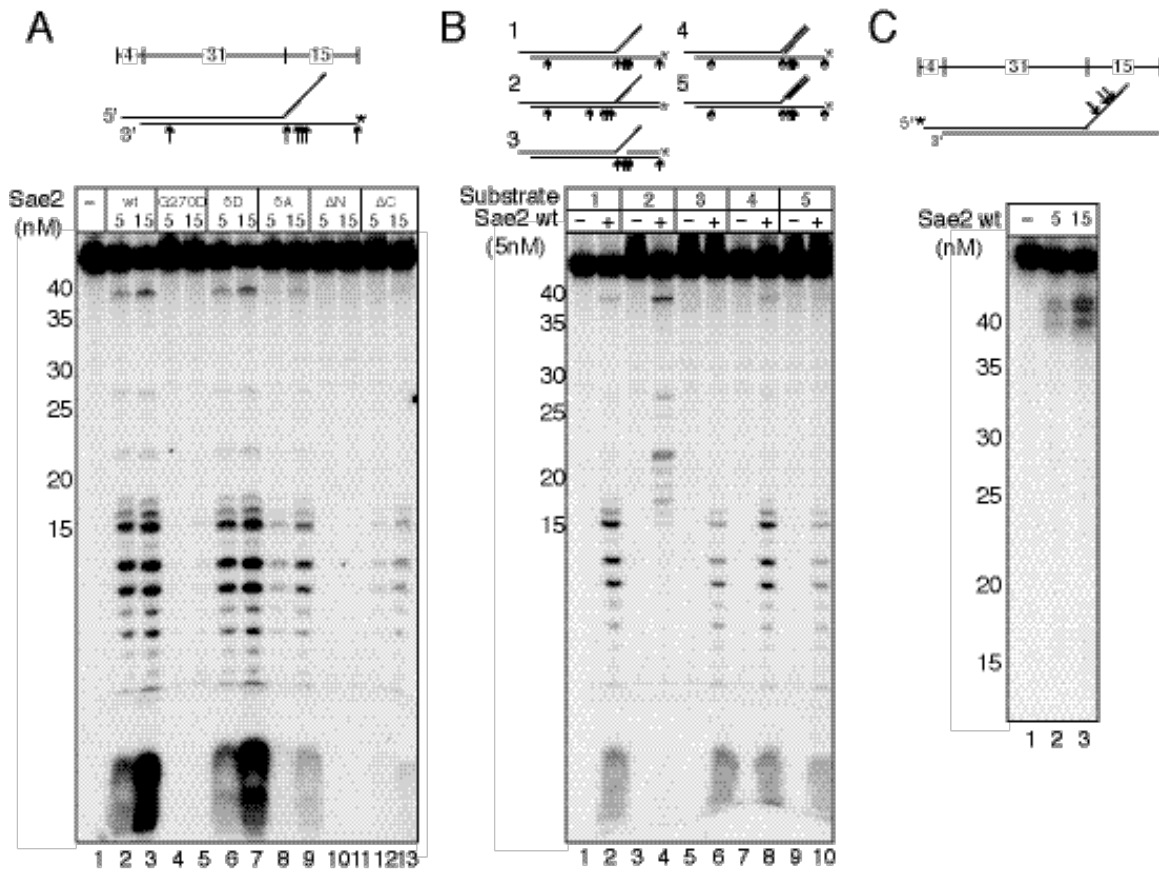 A
4 31 15
5'
3'
*
Sae2 (nM)
- wt G270D 5D 5A ΔN ΔC
5 15 5 15 5 15 5 15 5 15 5 15
40
35
30
25
20
15
1 2 3 4 5 6 7 8 9 10 11 12 13
B
1 4
2 5
3
Substrate 1 2 3 4 5
Sae2 wt - + - + - + - + - +
(5nM)
40
35
30
25
20
15
1 2 3 4 5 6 7 8 9 10
C
4 31 15
5'*
3'
Sae2 wt - 5 15
(nM)
40
35
30
25
20
15
1 2 3